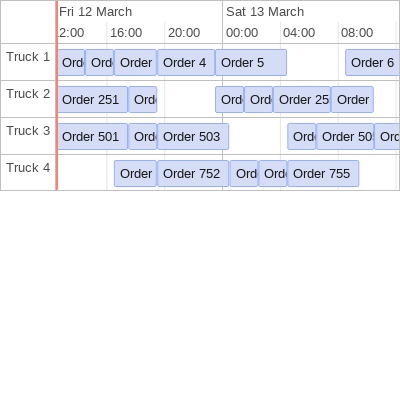 Fri 12 March Sat 13 March
2:00 16:00 20:00 00:00 04:00 08:00
Truck 1 Ord Ord Order Order 4 Order 5 Order 6
Truck 2 Order 251 Ord Ord Ord Order 25 Order
Truck 3 Order 501 Ord Order 503 Ord Order 505 Ord
Truck 4 Order Order 752 Ord Ord Order 755